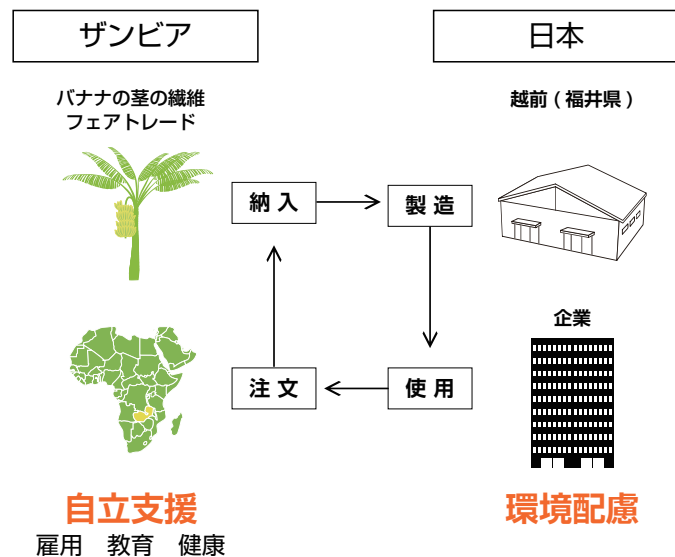 ザンビア
日本
バナナの茎の繊維
フェアトレード
越前 ( 福井県 )
納 入
製 造
企業
注 文
使 用
自立支援
環境配慮
雇用　教育　健康